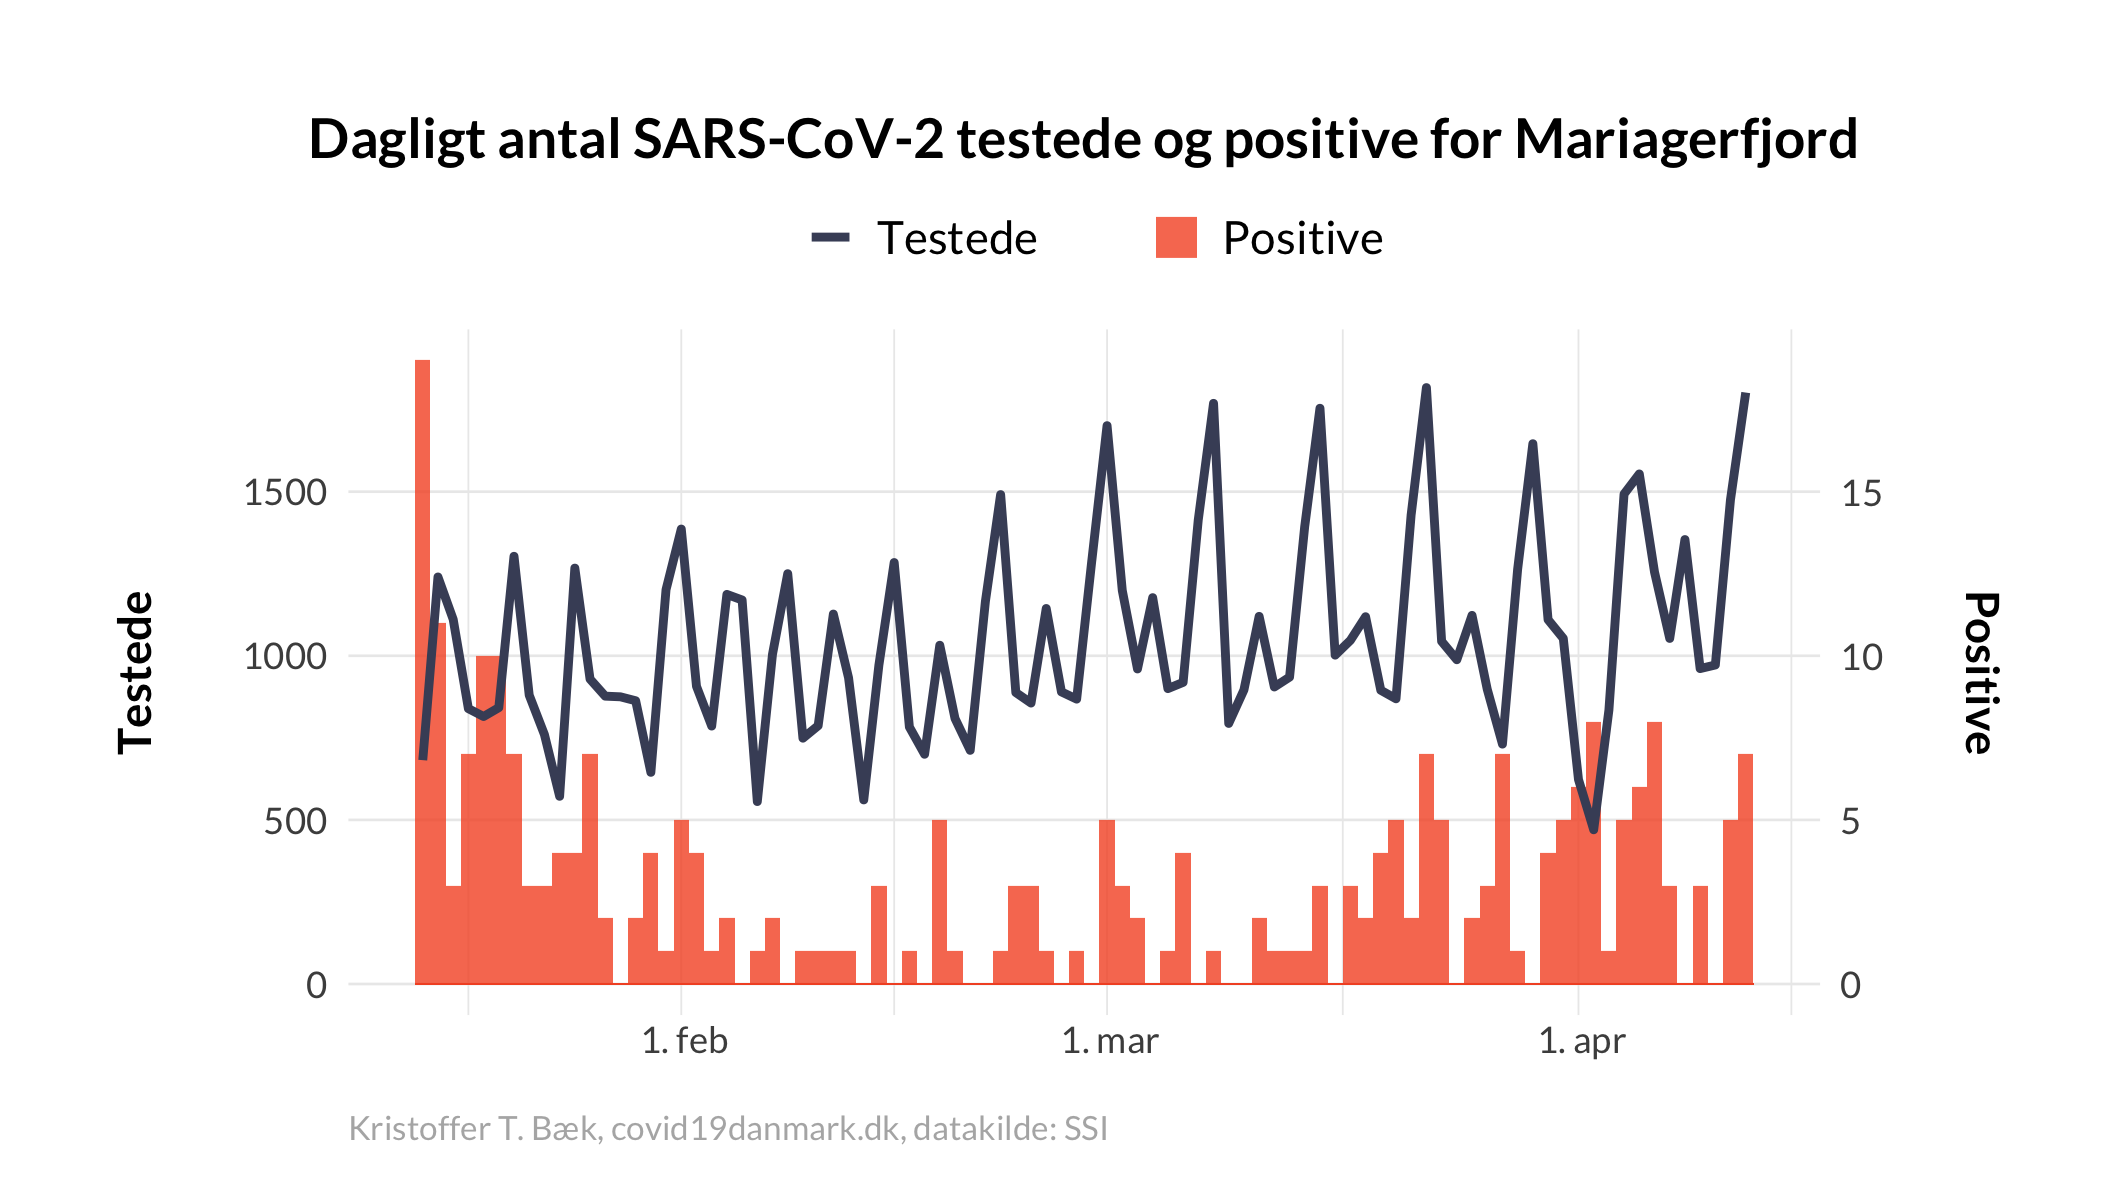 Dagligt antal SARS-CoV-2 testede og positive for Mariagerfjord
Testede
Positive
1500
1000
500
0
15
10
5
0
Testede
Positive
1. feb
1. mar
1. apr
Kristoffer T. Bæk, covid19danmark.dk, datakilde: SSI